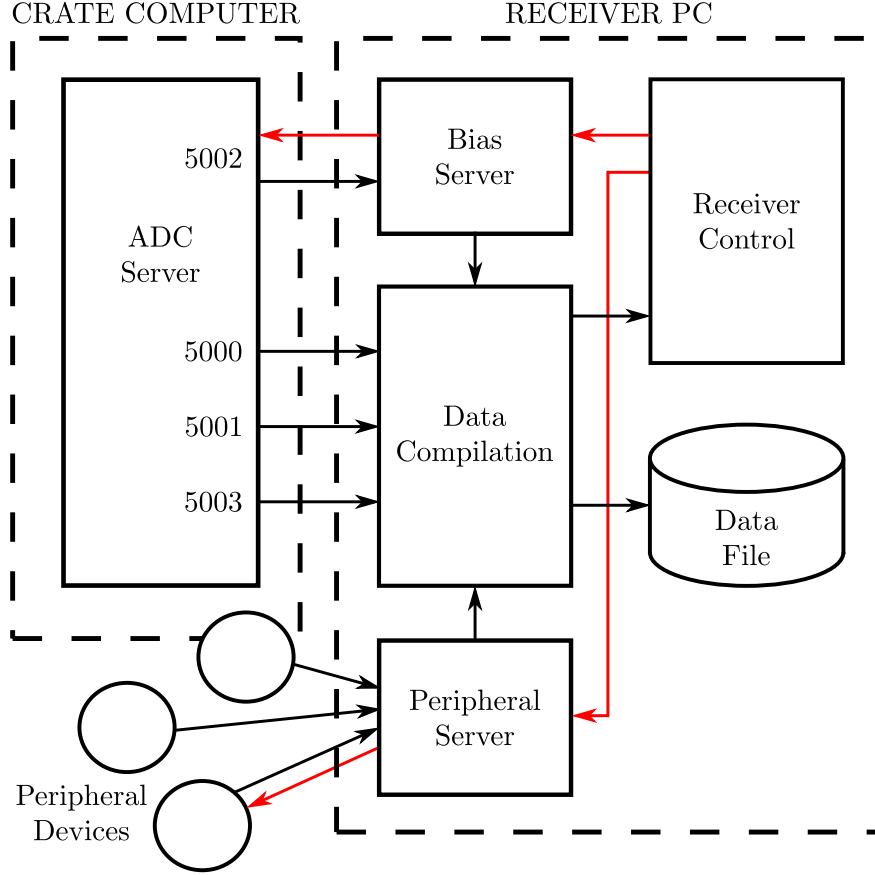 CRATE COMPUTER
RECEIVER PC
5002
ADC
Server
5000
5001
5003
Bias
Server
Receiver
Control
Data
Compilation
Data
File
Peripheral
Server
Peripheral
Devices